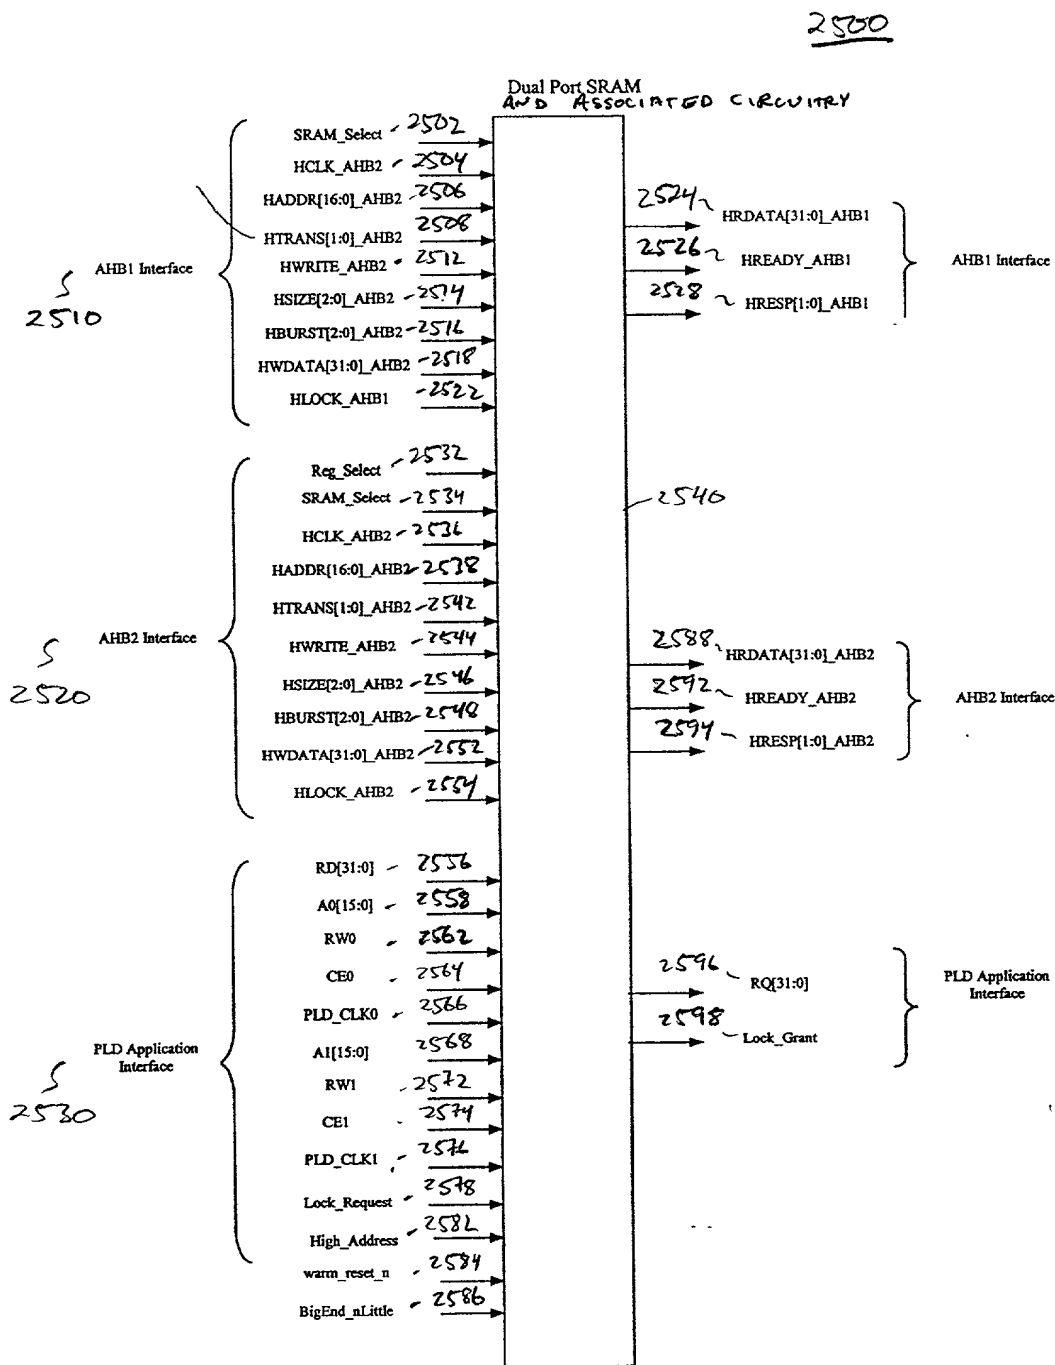 2500
Dual Port SRAM
AND ASSOCIATED CIRCUITRY
SRAM_Select 2502
HCLK_AHB2 2504
HADDR[16:0]_AHB2 2506
HTRANS[1:0]_AHB2 2508
HWRITE_AHB2 2512
HSIZE[2:0]_AHB2 2514
HBURST[2:0]_AHB2 2516
HWDATA[31:0]_AHB2 2518
HLOCK_AHB1 2522
AHB1 Interface
2510
2524 HRDATA[31:0]_AHB1
2526 HREADY_AHB1
2528 HRESP[1:0]_AHB1
AHB1 Interface
Reg_Select 2532
SRAM_Select 2534
HCLK_AHB2 2536
HADDR[16:0]_AHB2 2538
HTRANS[1:0]_AHB2 2542
HWRITE_AHB2 2544
HSIZE[2:0]_AHB2 2546
HBURST[2:0]_AHB2 2548
HWDATA[31:0]_AHB2 2552
HLOCK_AHB2 2554
AHB2 Interface
2520
2540
2588 HRDATA[31:0]_AHB2
2592 HREADY_AHB2
2594 HRESP[1:0]_AHB2
AHB2 Interface
RD[31:0] 2556
A0[15:0] 2558
RW0 2562
CE0 2564
PLD_CLK0 2566
A1[15:0] 2568
RW1 2572
CE1 2574
PLD_CLK1 2576
Lock_Request 2578
High_Address 2582
warm_reset_n 2584
BigEnd_nLittle 2586
PLD Application
Interface
2530
2596 RQ[31:0]
2598 Lock_Grant
PLD Application
Interface